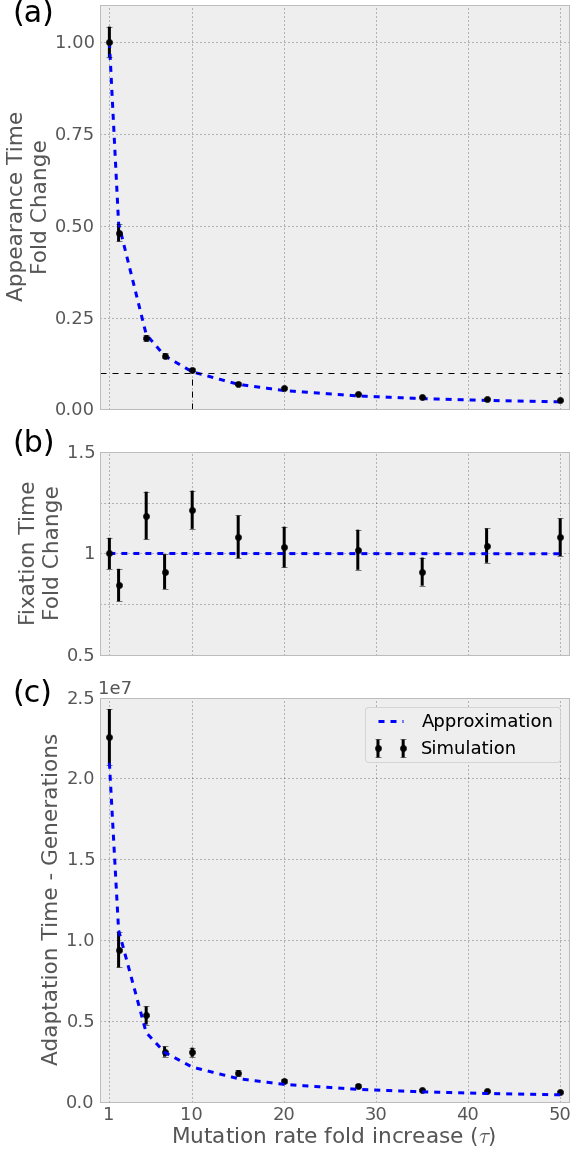 (a)
1.00
0.75
0.50
0.25
0.00
Appearance Time
Fold Change
(b)
1.5
1
0.5
Fixation Time
Fold Change
(c)
1e7
2.5
2.0
1.5
1.0
0.5
0.0
Adaptation Time - Generations
Approximation
Simulation
1 10 20 30 40 50
Mutation rate fold increase (τ)